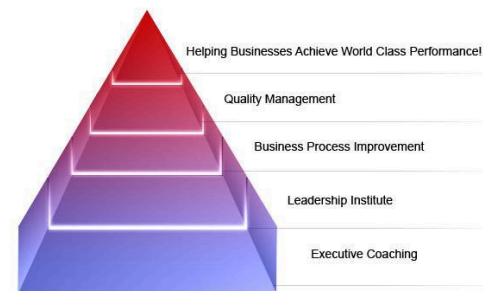 Helping Businesses Achieve World Class Performance!
Quality Management
Business Process Improvement
Leadership Institute
Executive Coaching